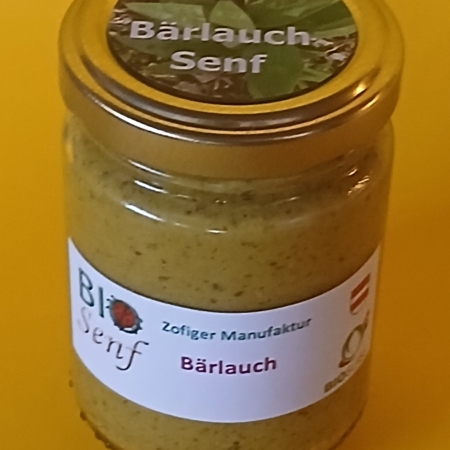 Bärlauch
Senf
BIO
Senf
Zofiger Manufaktur
Bärlauch